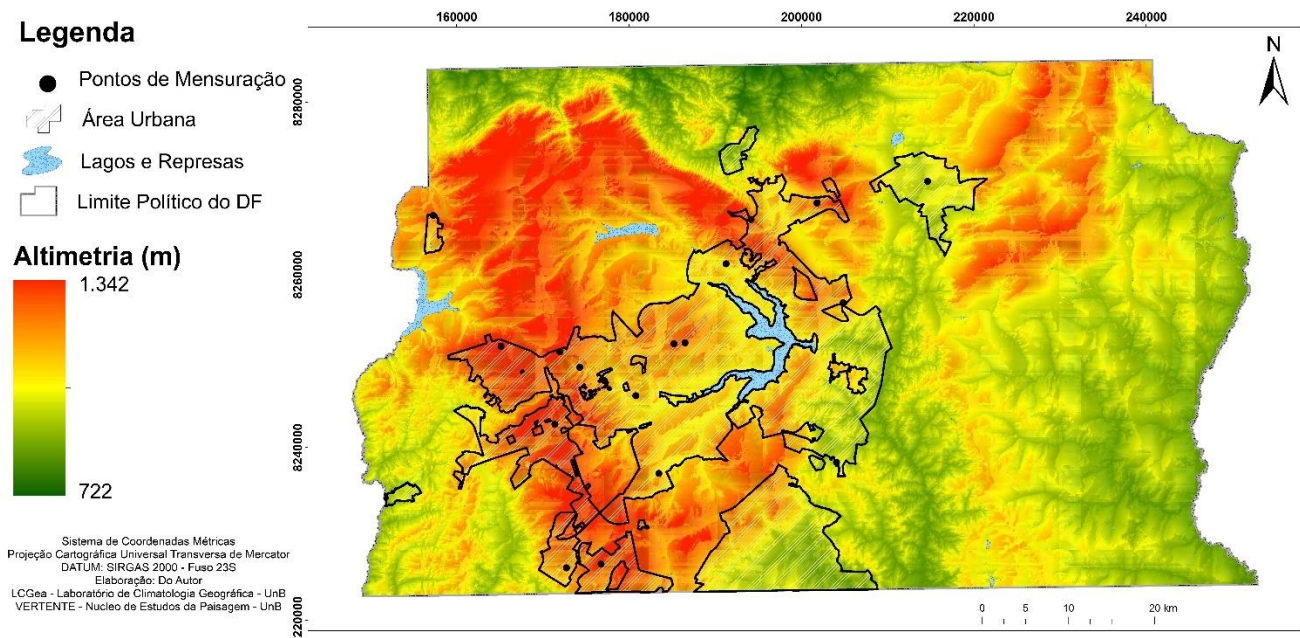 Legenda
Pontos de Mensuração
Área Urbana
Lagos e Represas
Limite Político do DF
Altimetria (m)
1.342
722
Sistema de Coordenadas Métricas
Projeção Cartográfica Universal Transversa de Mercator
DATUM: SIRGAS 2000 - Fuso 23S
Elaboração: Do Autor
LCGea - Laboratório de Climatologia Geográfica - UnB
VERTENTE - Nucleo de Estudos da Paisagem - UnB
160000 180000 200000 220000 240000
8280000
8260000
8240000
8220000
N
0 5 10 20 km